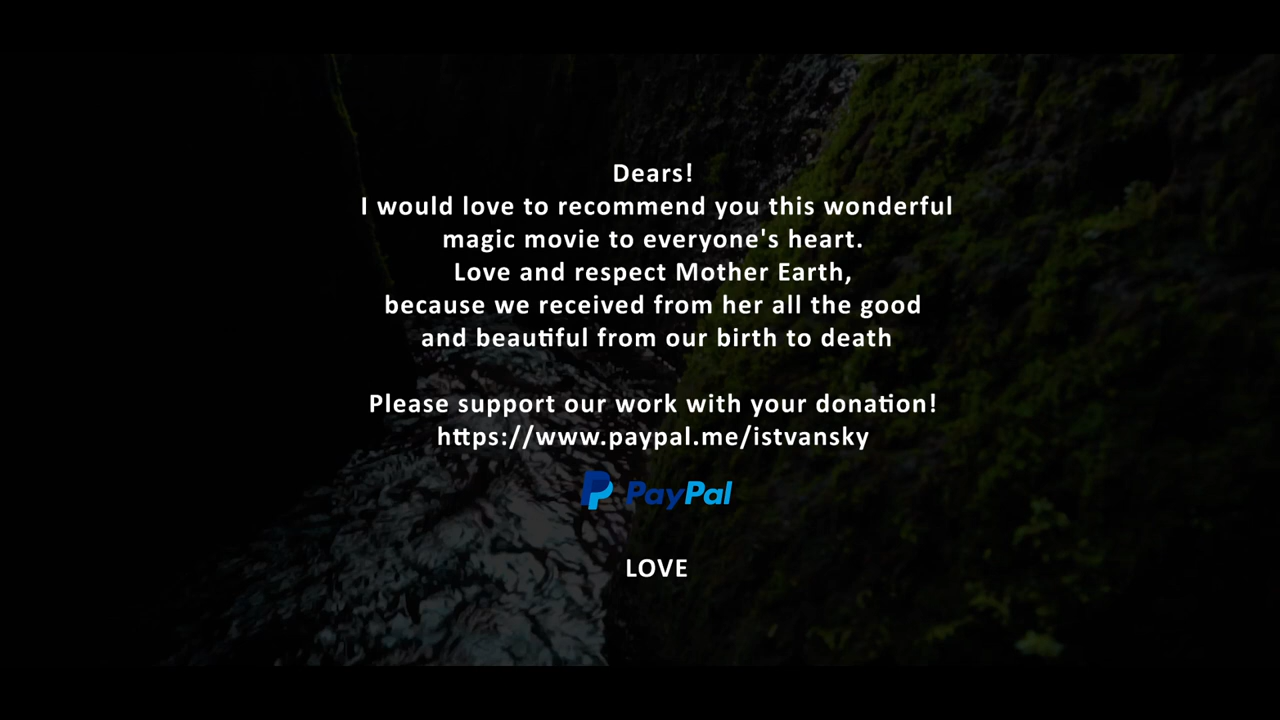 Dears!
I would love to recommend you this wonderful
magic movie to everyone's heart.
Love and respect Mother Earth,
because we received from her all the good
and beautiful from our birth to death
Please support our work with your donation!
https://www.paypal.me/istvansky
PayPal
LOVE